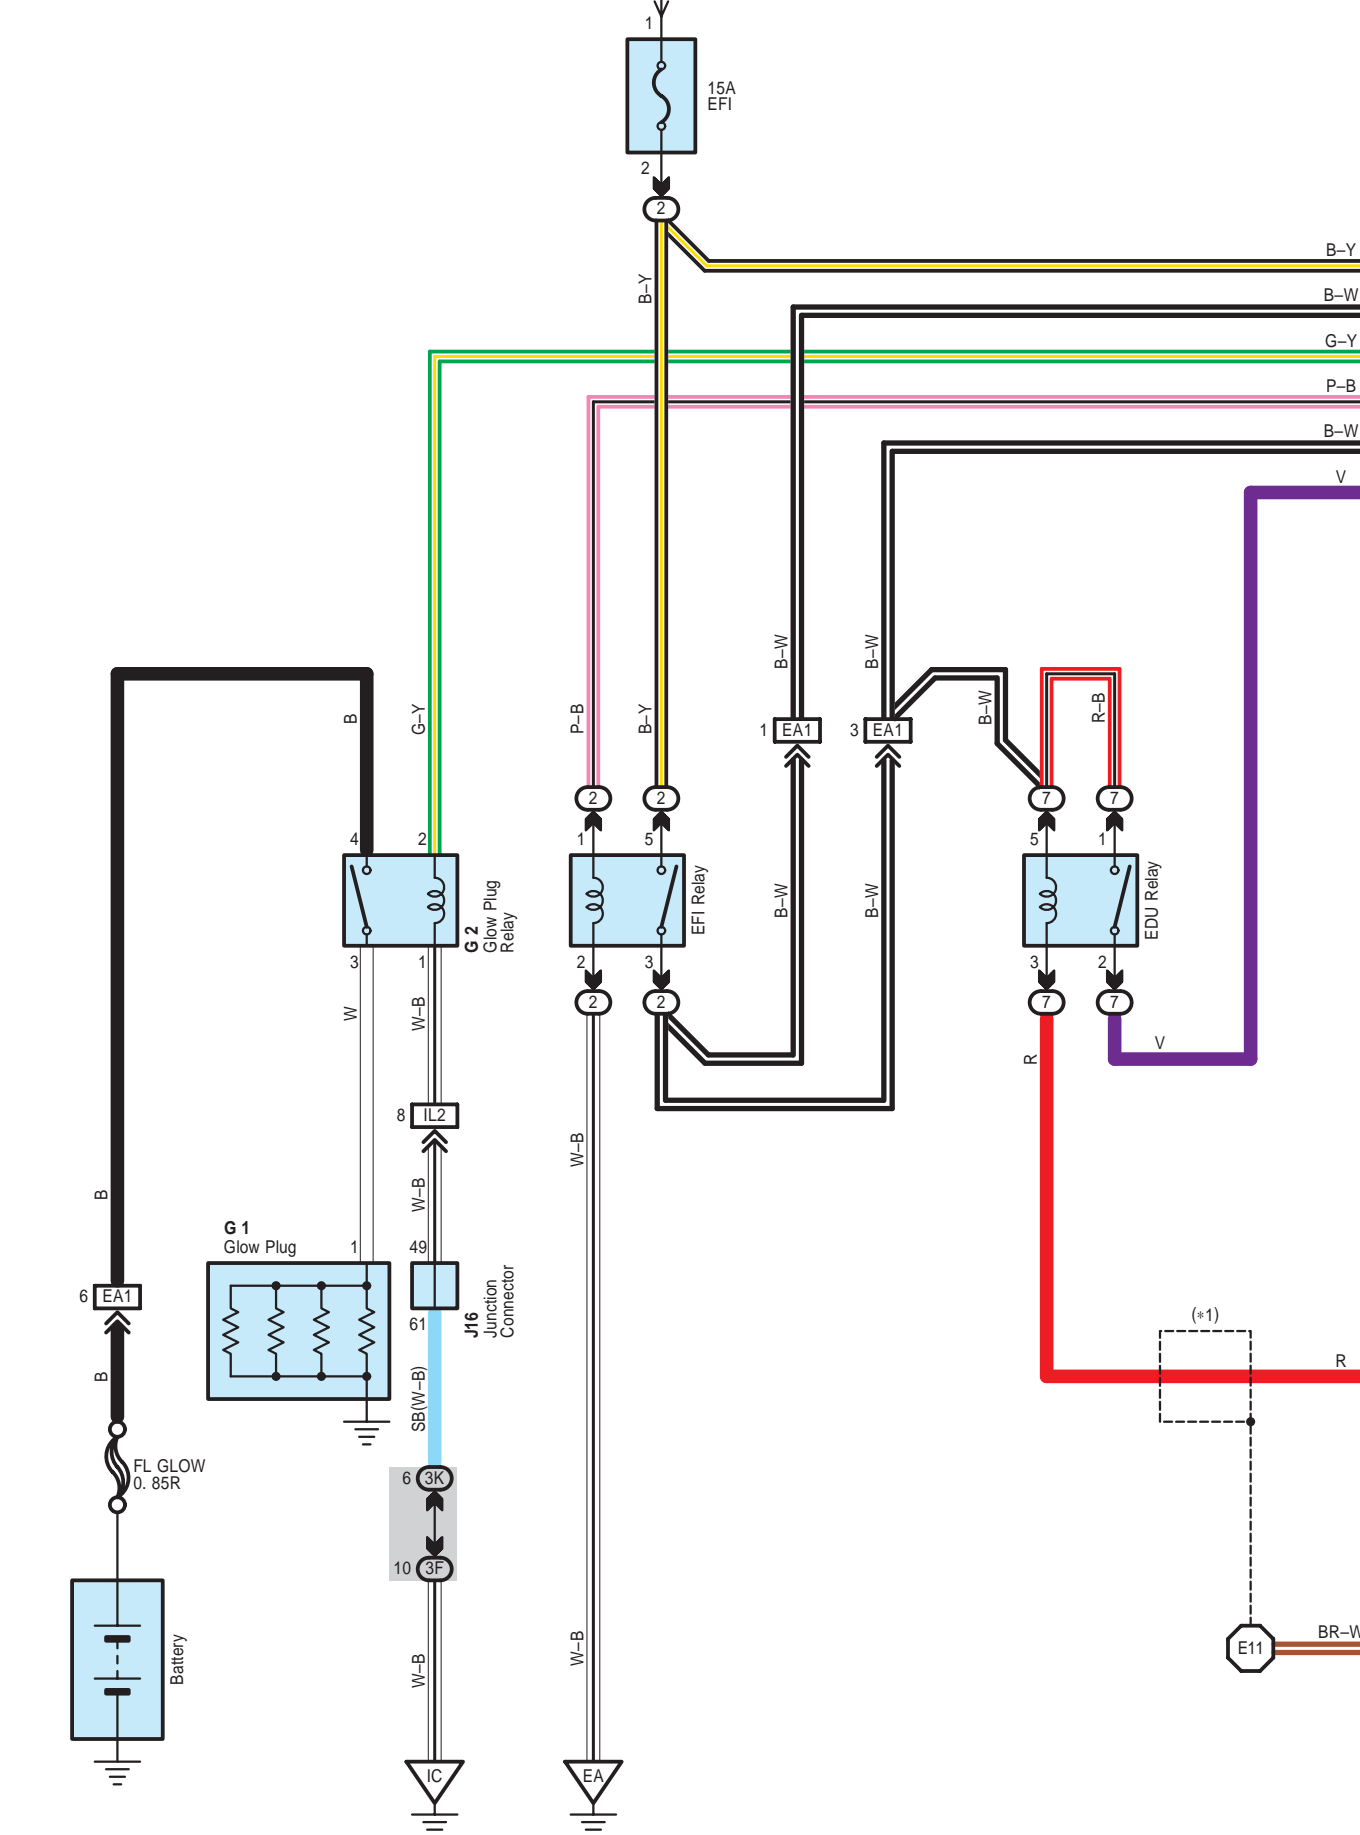 1
15A
EFI
2
2
B–Y
B–Y
B–W
G–Y
P–B
B–W
V
B
G–Y
P–B
B–Y
B–W
B–W
B–W
R–B
1 EA1
3 EA1
2
2
7
7
4
2
1
5
5
1
G 2
Glow Plug
Relay
EFI Relay
B–W
B–W
EDU Relay
3
1
2
3
3
2
2
2
7
7
W
W–B
R
V
8 IL2
W–B
W–B
B
G 1
Glow Plug
1
49
6 EA1
61
J16
Junction
Connector
(*1)
R
B
SB(W–B)
FL GLOW
0. 85R
6 3K
10 3F
Battery
W–B
W–B
E11
BR–W
IC
EA